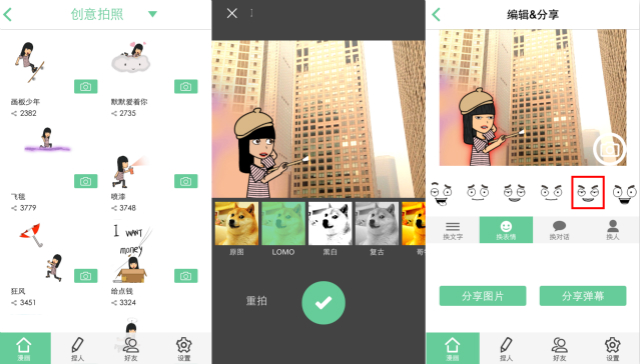 创意拍照
画板少年
2382
默默爱着你
2735
飞毯
3779
喷漆
3748
狂风
3451
I WANT
money
给点钱
3324
漫画
捏人
好友
设置
原图
LOMO
黑白
复古
重拍
编辑&分享
换文字
换表情
换对话
换人
分享图片
分享弹幕
漫画
捏人
好友
设置